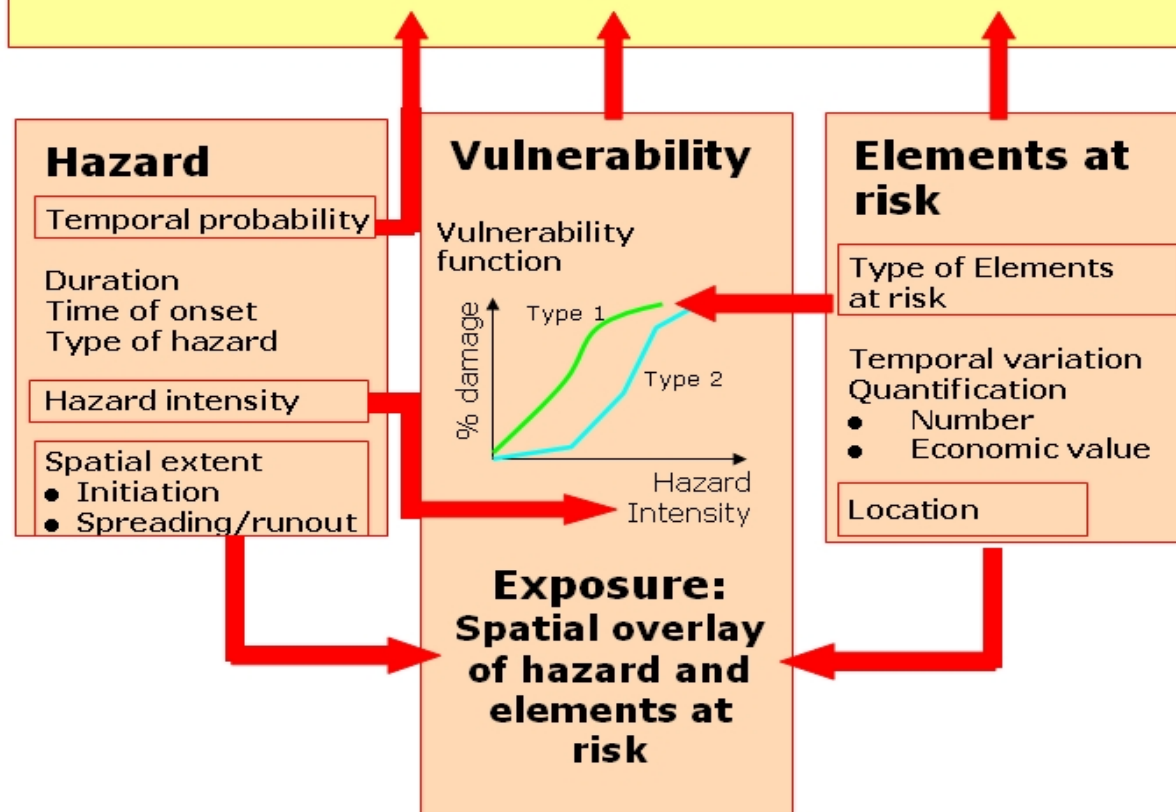 Hazard
Temporal probability
Duration
Time of onset
Type of hazard
Hazard intensity
Spatial extent
● Initiation
● Spreading/runout
Vulnerability
Vulnerability
function
% damage
Type 1
Type 2
Hazard
Intensity
Exposure:
Spatial overlay
of hazard and
elements at
risk
Elements at
risk
Type of Elements
at risk
Temporal variation
Quantification
● Number
● Economic value
Location